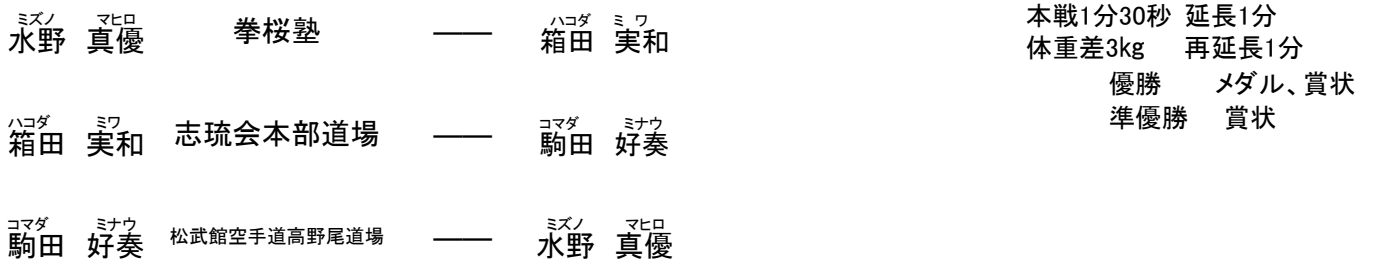 ミズノ マヒロ ハコダ ミ ワ
水野 真優 拳桜塾 ―― 箱田 実和
ハコダ ミワ コマダ ミナウ
箱田 実和 志琉会本部道場 ―― 駒田 好奏
コマダ ミナウ ミズノ マヒロ
駒田 好奏 松武館空手道高野尾道場 ―― 水野 真優
本戦1分30秒 延長1分
体重差3kg 再延長1分
優勝 メダル、賞状
準優勝 賞状